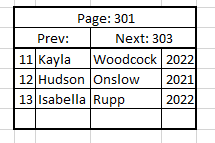 Page: 301
Prev: Next: 303
11 Kayla Woodcock 2022
12 Hudson Onslow 2021
13 Isabella Rupp 2022